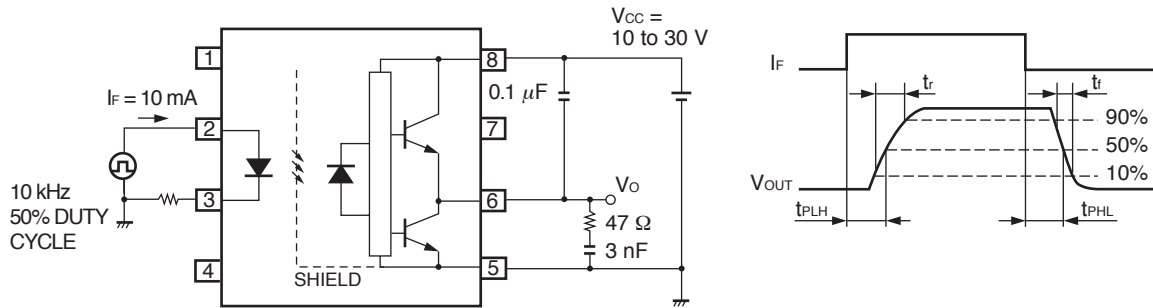 VCC =
10 to 30 V
1
8
IF = 10 mA
0.1 μF
2
7
3
6
VO
10 kHz
50% DUTY
CYCLE
47 Ω
3 nF
4
5
SHIELD
IF
tr
tf
90%
50%
10%
VOUT
tPLH
tPHL